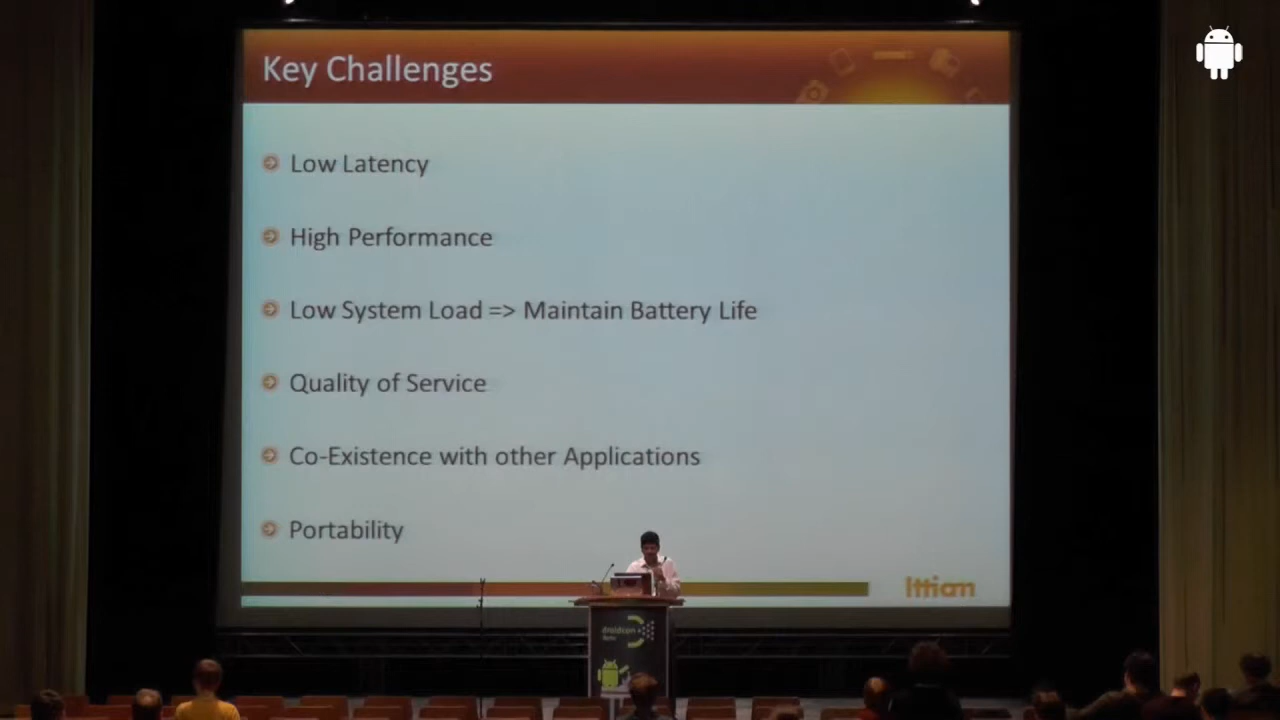 Key Challenges
Low Latency
High Performance
Low System Load => Maintain Battery Life
Quality of Service
Co-Existence with other Applications
Portability
Ittiam
droidcon